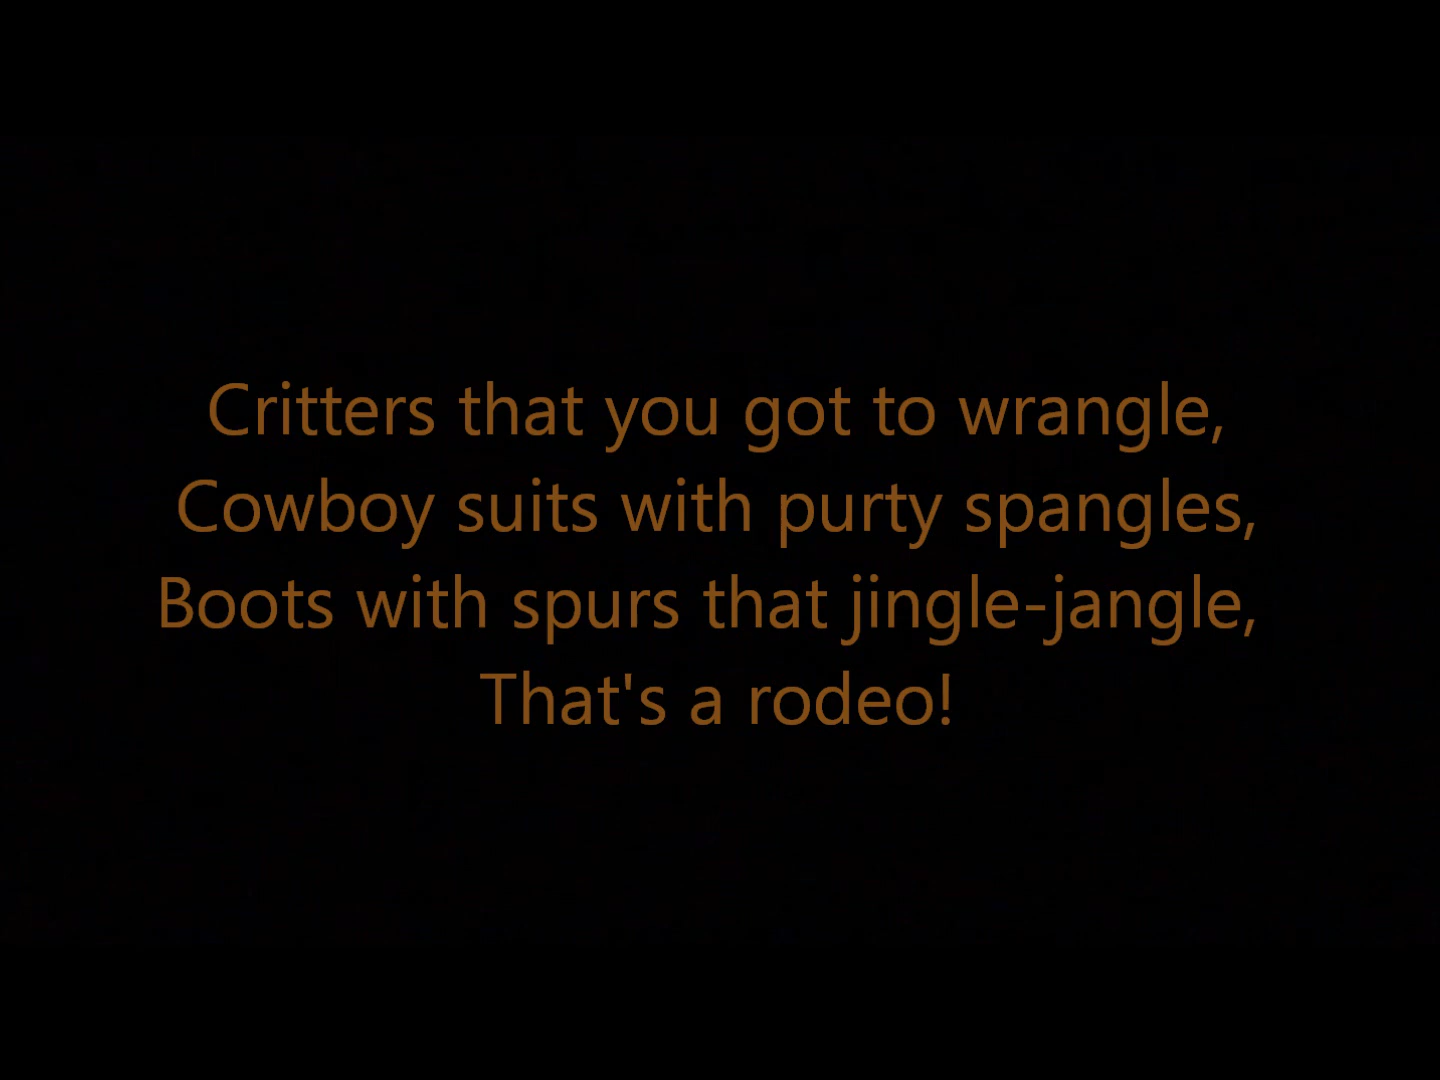 Critters that you got to wrangle,
Cowboy suits with purty spangles,
Boots with spurs that jingle-jangle,
That's a rodeo!